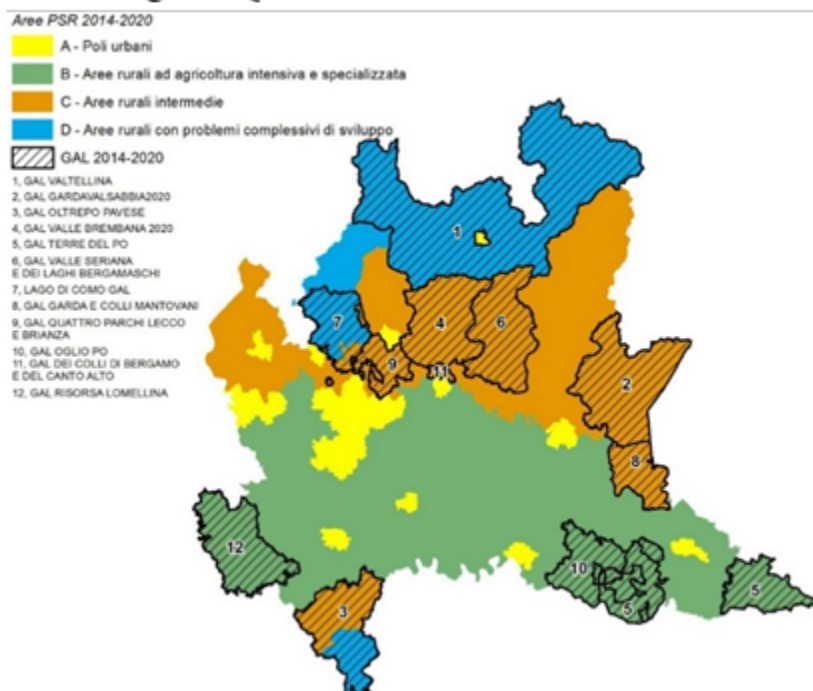 Aree PSR 2014-2020
A - Poli urbani
B - Aree rurali ad agricoltura intensiva e specializzata
C - Aree rurali intermedie
D - Aree rurali con problemi complessivi di sviluppo
GAL 2014-2020
1, GAL VALTELLINA
2, GAL GARDAVALSABBIA2020
3, GAL OLTREPO PAVESE
4, GAL VALLE BREMBANA 2020
5, GAL TERRE DEL PO
6, GAL VALLE SERIANA
E DEI LAGHI BERGAMASCHI
7, LAGO DI COMO GAL
8, GAL GARDA E COLLI MANTOVANI
9, GAL QUATTRO PARCHI LECCO
E BRIANZA
10, GAL OGLIO PO
11, GAL DEI COLLI DI BERGAMO
E DEL CANTO ALTO
12, GAL RISORSA LOMELLINA
1
7
4
6
9
11
2
8
12
10
5
5
3